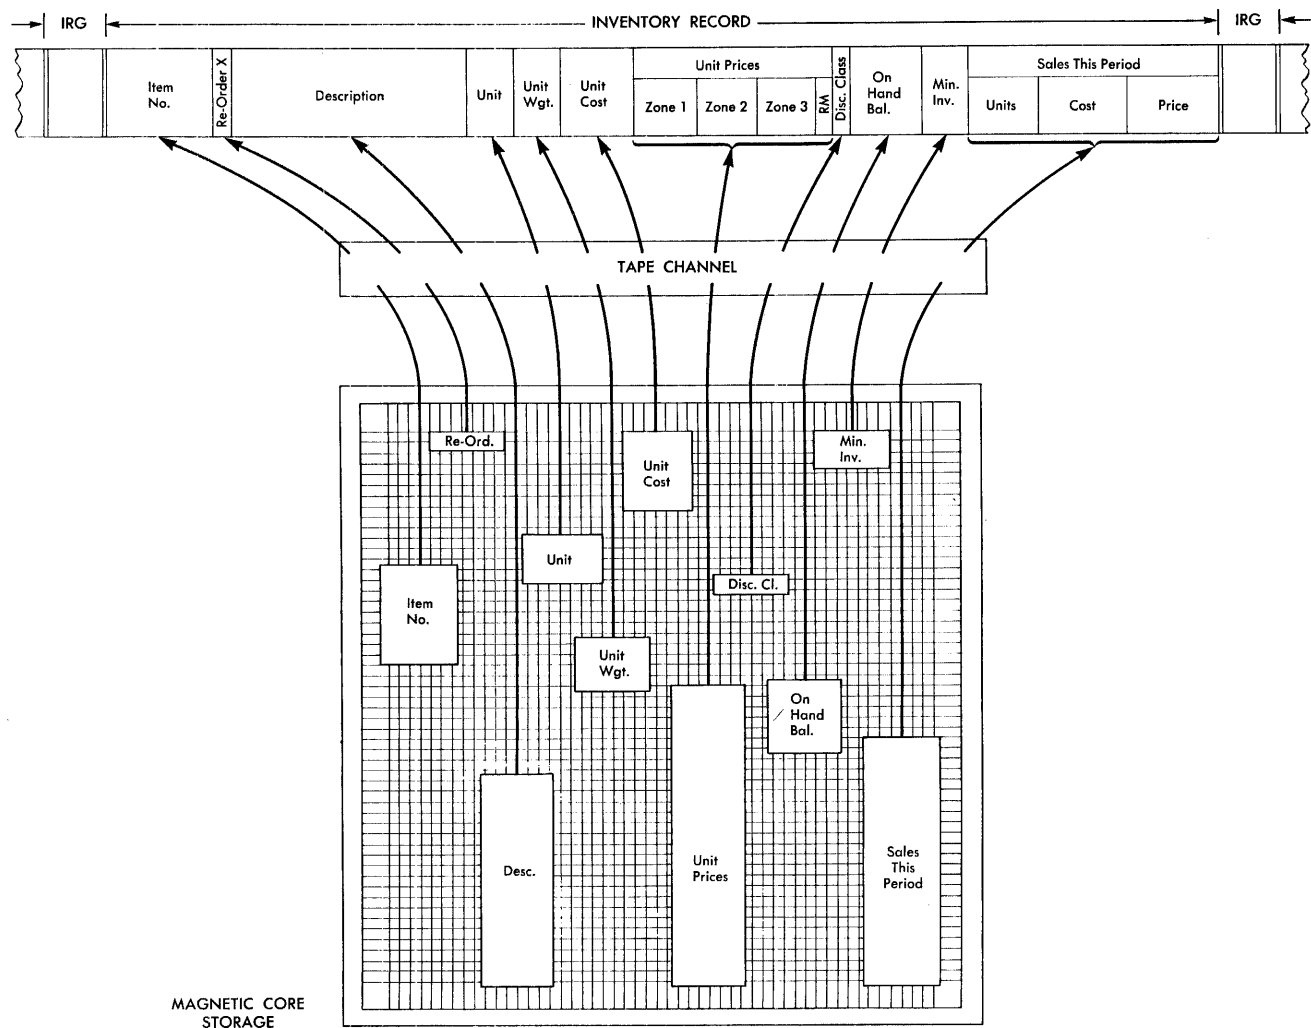 IRG INVENTORY RECORD IRG
Item
No.
Re-Order X
Description
Unit
Unit
Wgt.
Unit
Cost
Unit Prices
Zone 1 Zone 2 Zone 3 RM
Disc. Class
On
Hand
Bal.
Min.
Inv.
Sales This Period
Units Cost Price
TAPE CHANNEL
Re-Ord.
Min.
Inv.
Unit
Cost
Unit
Disc. Cl.
Item
No.
Unit
Wgt.
On
Hand
Bal.
Desc.
Unit
Prices
Sales
This
Period
MAGNETIC CORE
STORAGE